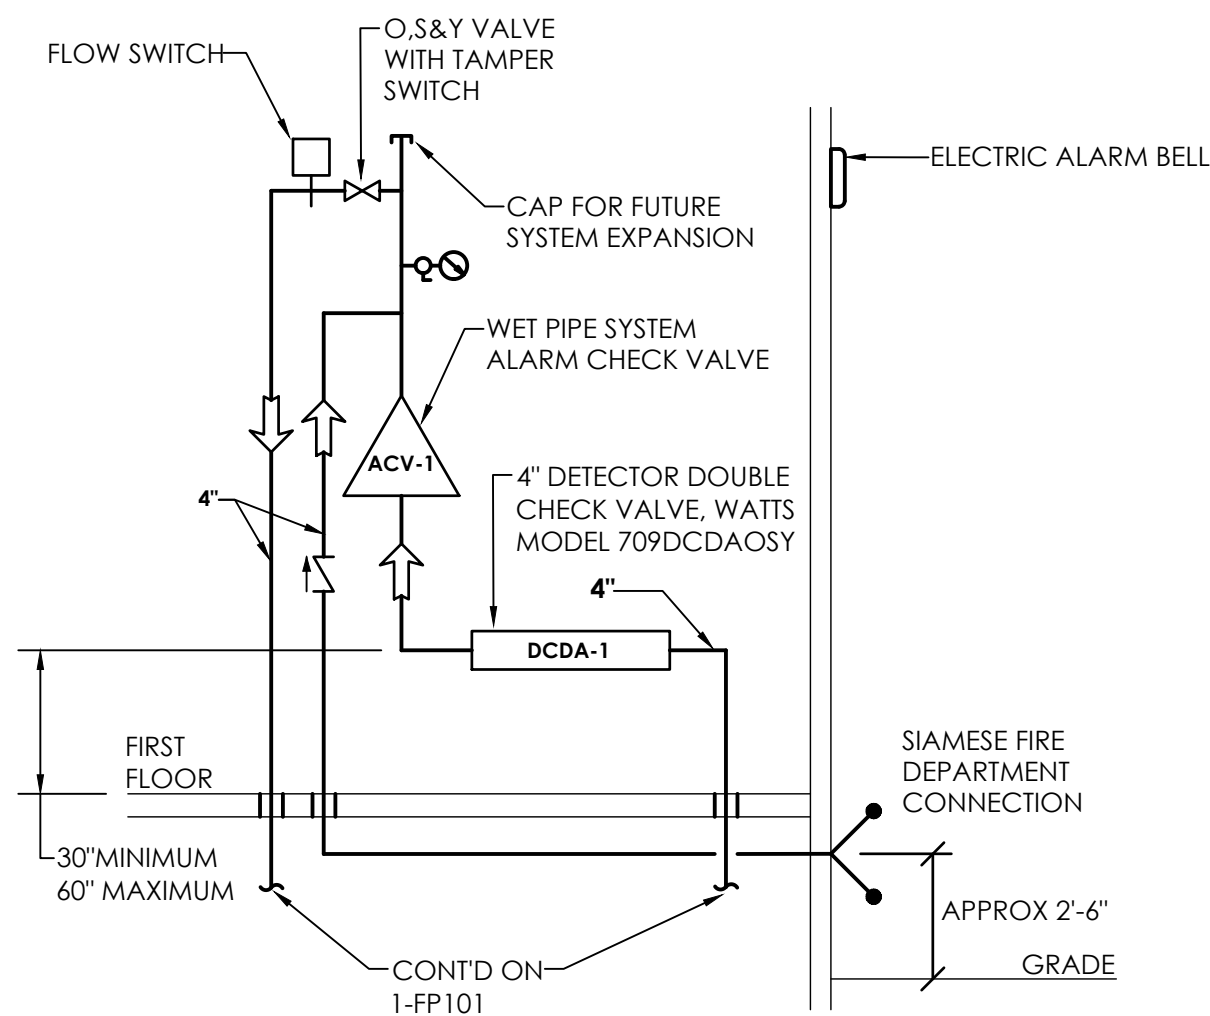 O,S&Y VALVE
WITH TAMPER
SWITCH
FLOW SWITCH
ELECTRIC ALARM BELL
CAP FOR FUTURE
SYSTEM EXPANSION
WET PIPE SYSTEM
ALARM CHECK VALVE
ACV-1
4" DETECTOR DOUBLE
CHECK VALVE, WATTS
MODEL 709DCDAOSY
4"
4"
DCDA-1
FIRST
FLOOR
SIAMESE FIRE
DEPARTMENT
CONNECTION
30"MINIMUM
60" MAXIMUM
APPROX 2'-6"
GRADE
CONT'D ON
1-FP101